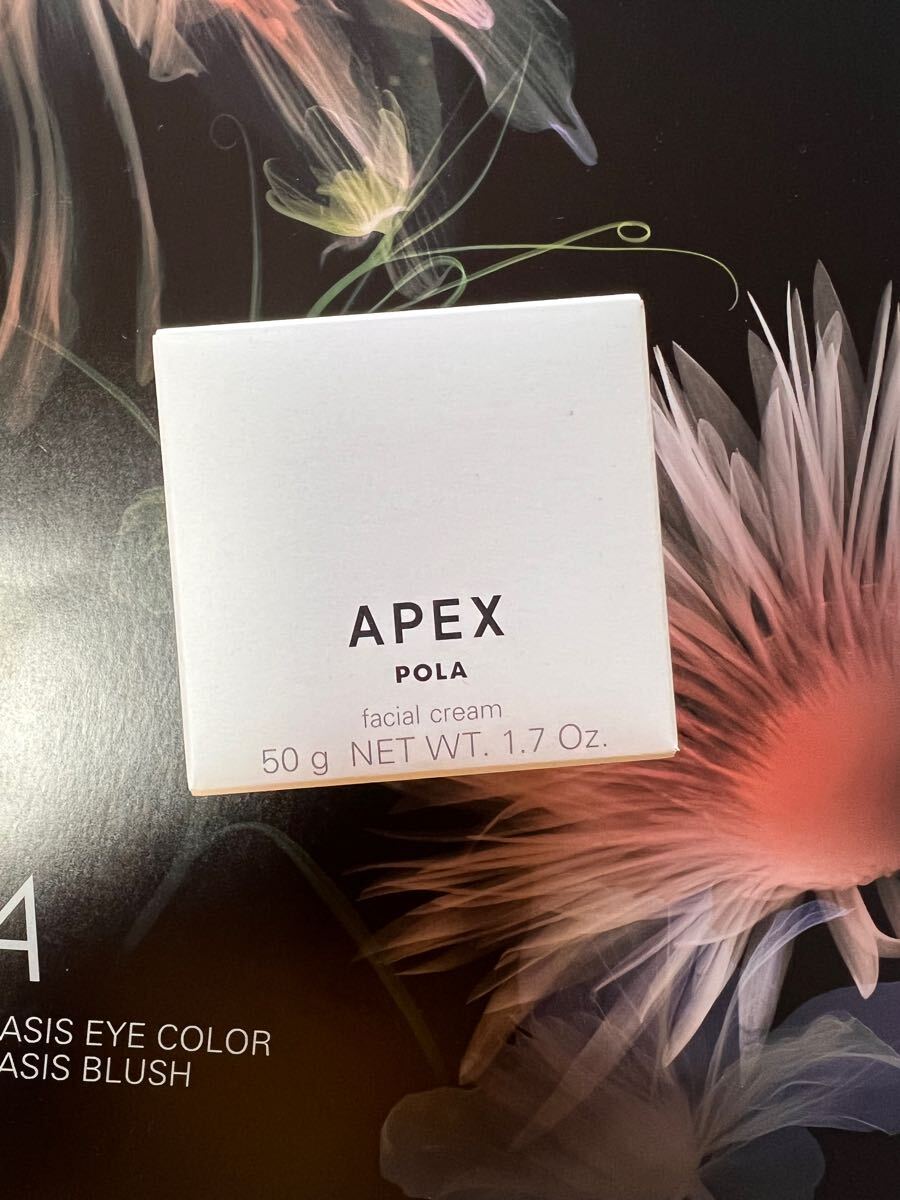 APEX
POLA
facial cream
50 g NET WT. 1.7 Oz.
A
ASIS EYE COLOR
ASIS BLUSH